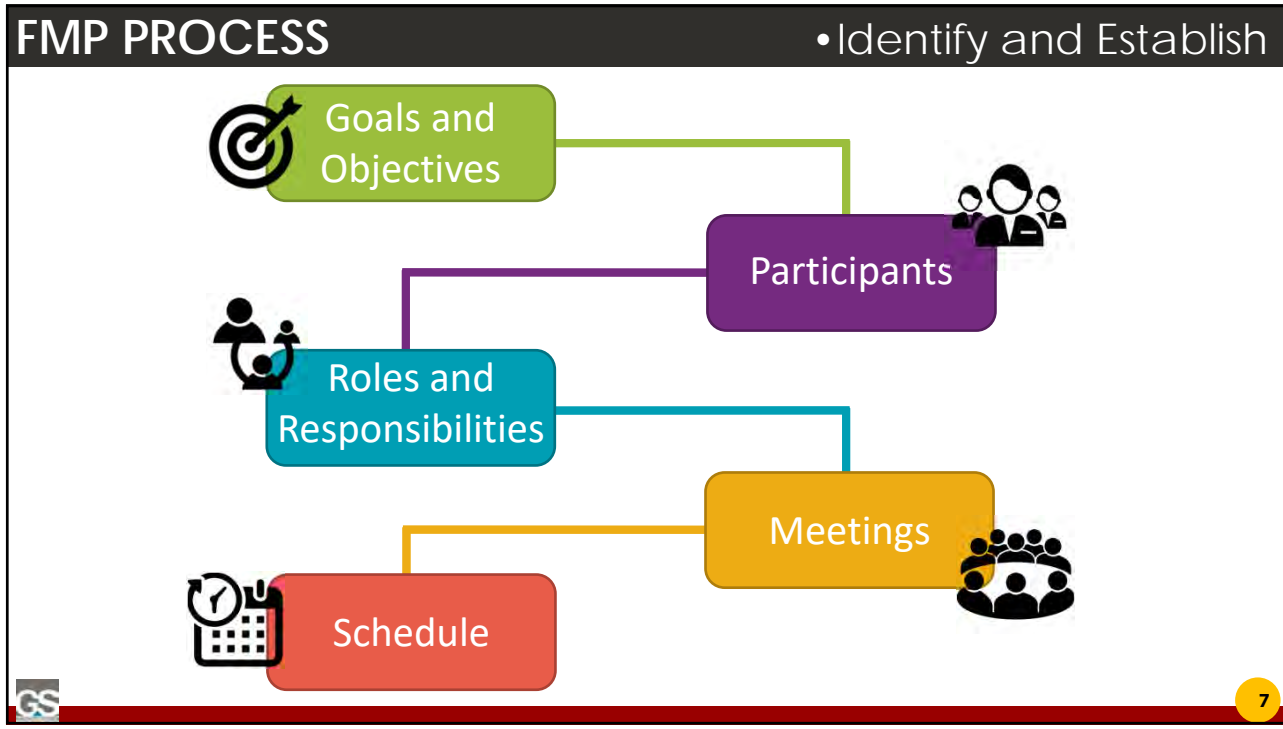 FMP PROCESS
•Identify and Establish
Goals and
Objectives
Participants
Roles and
Responsibilities
Meetings
Schedule
GS
7